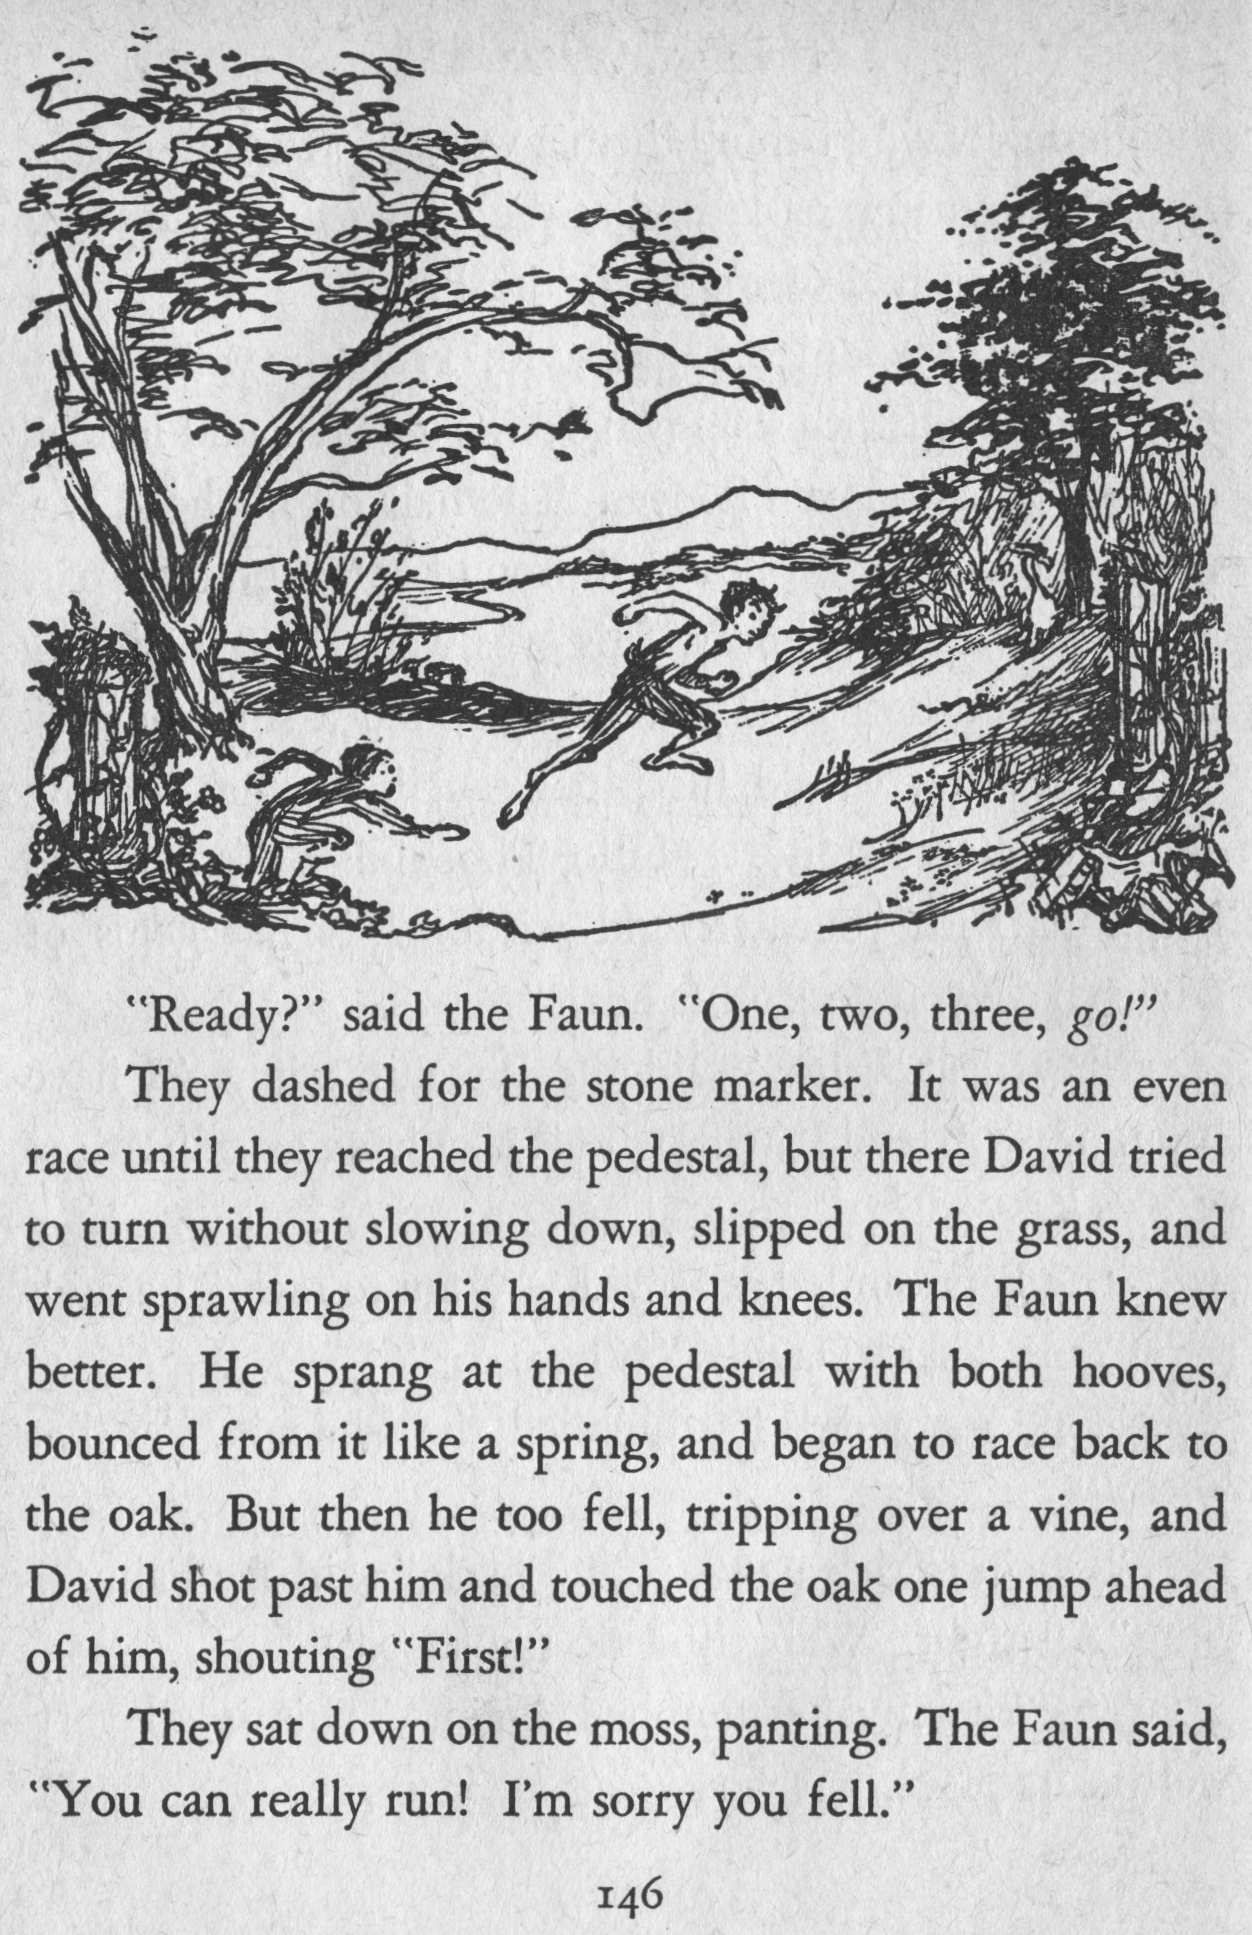 "Ready?" said the Faun. "One, two, three, go!"
They dashed for the stone marker. It was an even
race until they reached the pedestal, but there David tried
to turn without slowing down, slipped on the grass, and
went sprawling on his hands and knees. The Faun knew
better. He sprang at the pedestal with both hooves,
bounced from it like a spring, and began to race back to
the oak. But then he too fell, tripping over a vine, and
David shot past him and touched the oak one jump ahead
of him, shouting "First!"
They sat down on the moss, panting. The Faun said,
"You can really run! I'm sorry you fell."
146